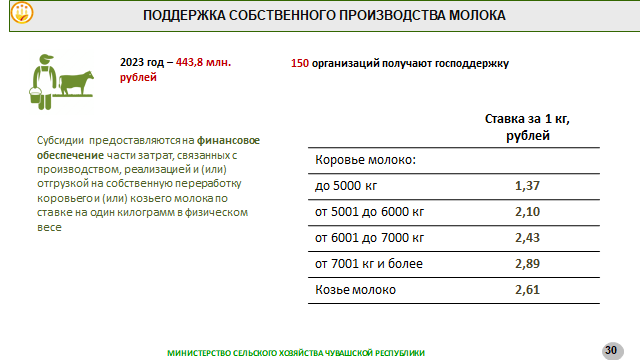 ПОДДЕРЖКА СОБСТВЕННОГО ПРОИЗВОДСТВА МОЛОКА
2023 год – 443,8 млн.
рублей
150 организаций получают господдержку
Субсидии предоставляются на финансовое
обеспечение части затрат, связанных с
производством, реализацией и (или)
отгрузкой на собственную переработку
коровьего и (или) козьего молока по
ставке на один килограмм в физическом
весе
Ставка за 1 кг,
рублей
Коровье молоко:
до 5000 кг 1,37
от 5001 до 6000 кг 2,10
от 6001 до 7000 кг 2,43
от 7001 кг и более 2,89
Козье молоко 2,61
МИНИСТЕРСТВО СЕЛЬСКОГО ХОЗЯЙСТВА ЧУВАШСКОЙ РЕСПУБЛИКИ
30